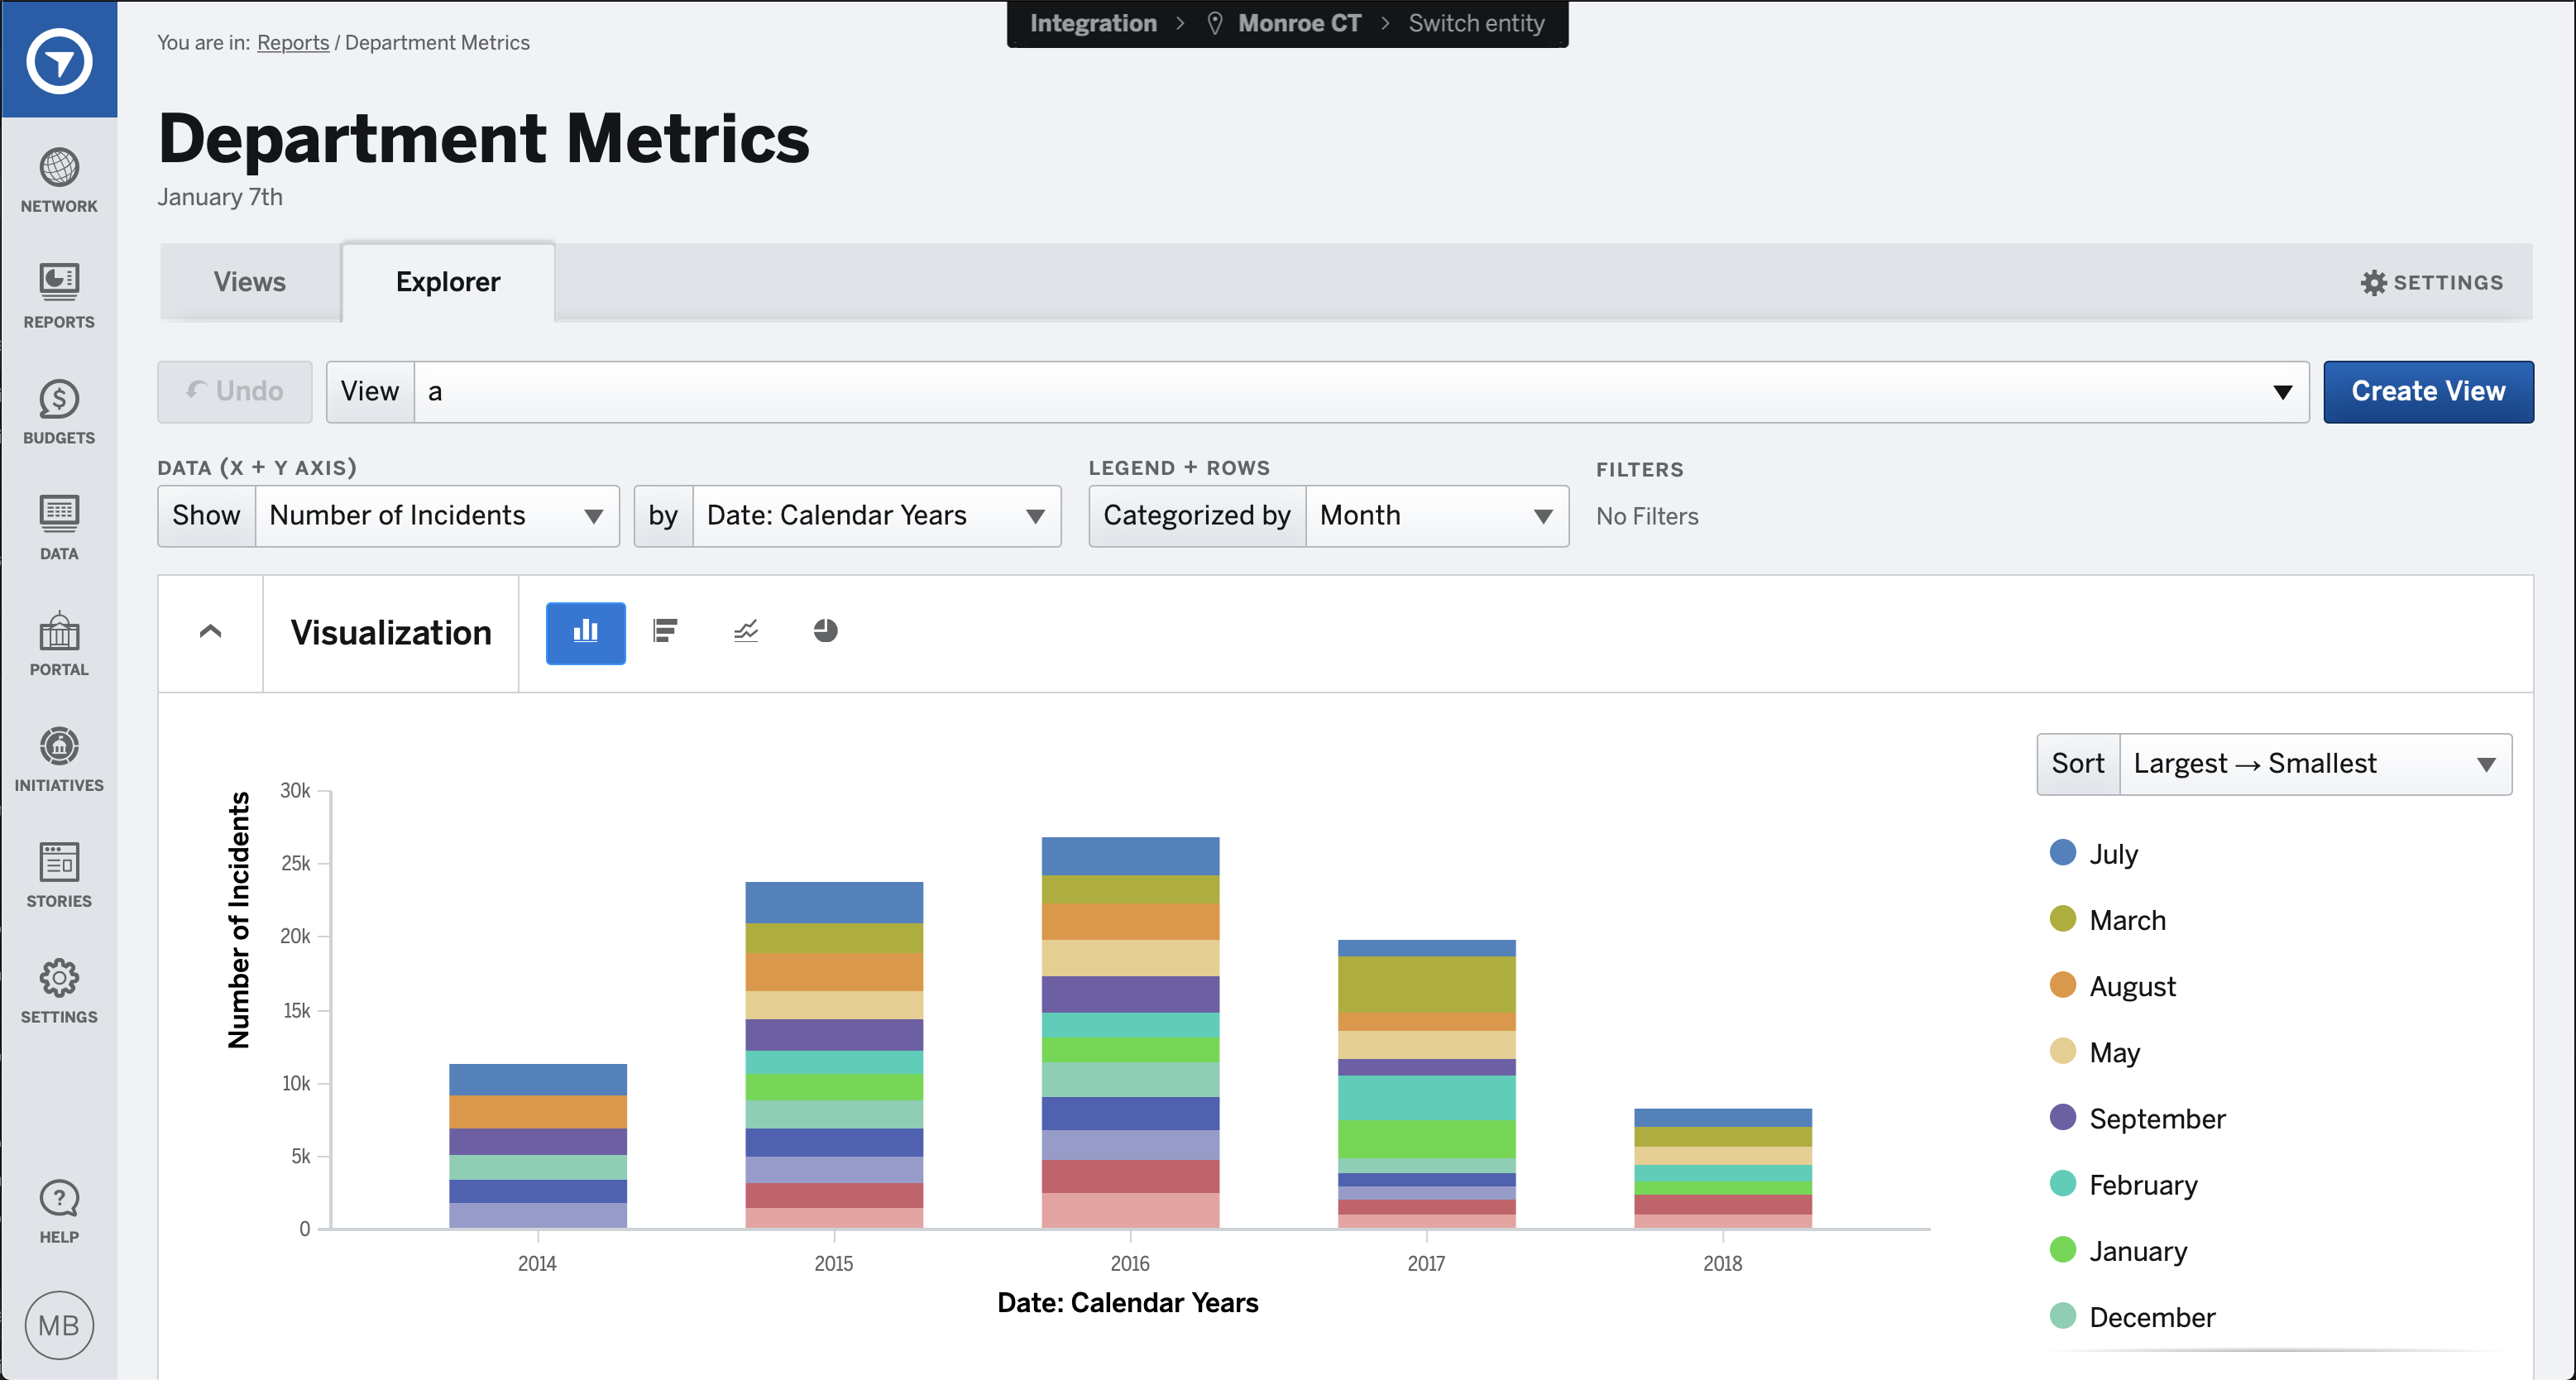 Integration > Monroe CT > Switch entity
You are in: Reports / Department Metrics
Department Metrics
January 7th
NETWORK
REPORTS
BUDGETS
DATA
PORTAL
INITIATIVES
STORIES
SETTINGS
HELP
MB
Views
Explorer
SETTINGS
Undo
View a
Create View
DATA (X + Y AXIS)
LEGEND + ROWS
FILTERS
Show Number of Incidents
by Date: Calendar Years
Categorized by Month
No Filters
Visualization
Sort Largest → Smallest
Number of Incidents
30k
25k
20k
15k
10k
5k
0
2014
2015
2016
2017
2018
Date: Calendar Years
July
March
August
May
September
February
January
December